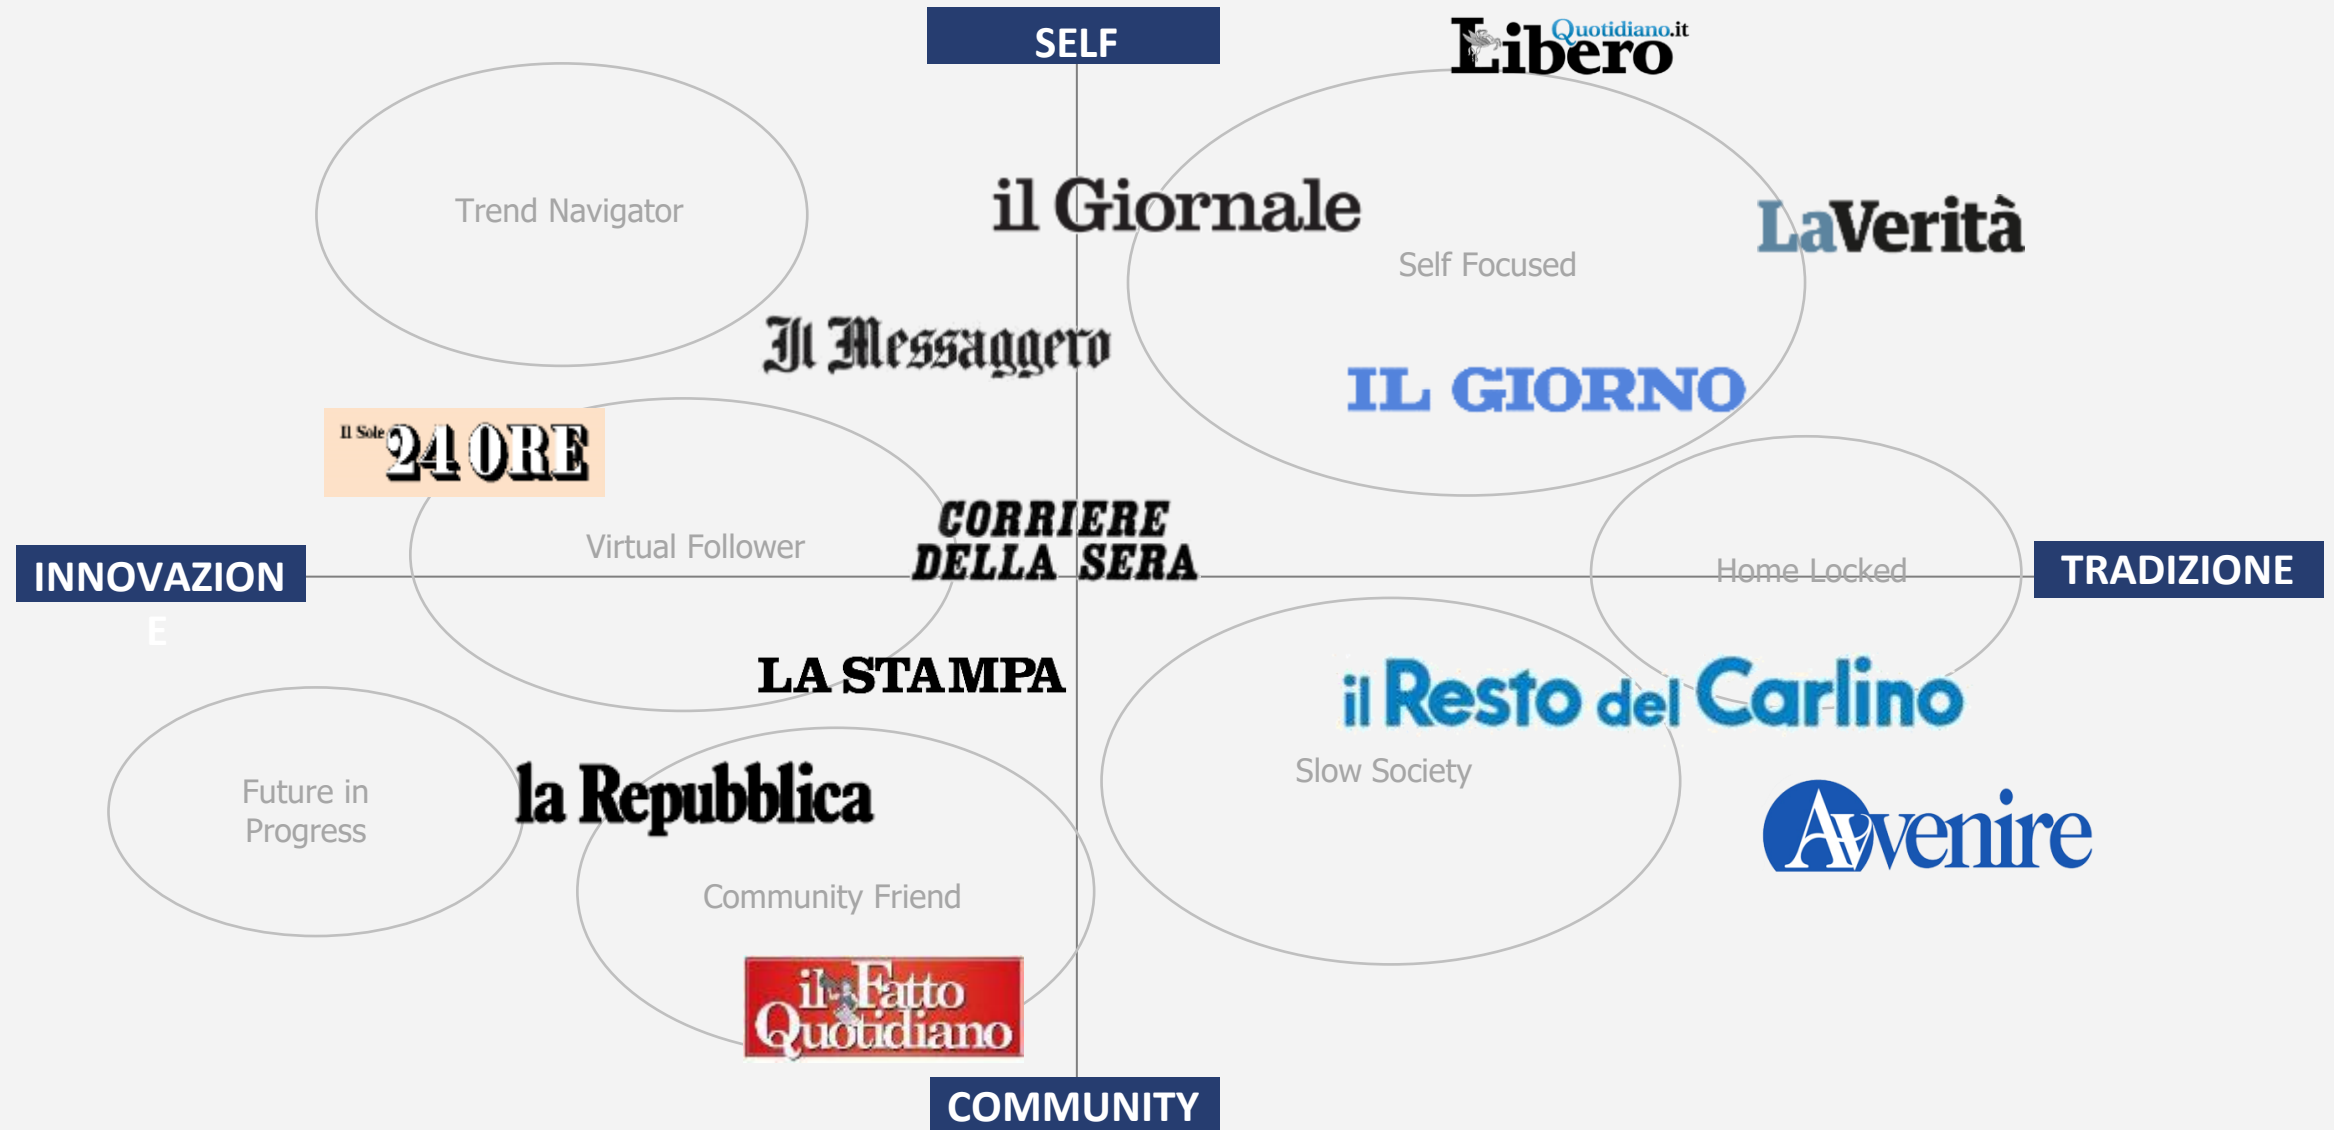 SELF
Quotidiano.it
Libero
Trend Navigator
il Giornale
LaVerità
Self Focused
Il Messaggero
IL GIORNO
Il Sole
24 ORE
CORRIERE
DELLA SERA
Virtual Follower
INNOVAZION
E
Home Locked
TRADIZIONE
LA STAMPA
il Resto del Carlino
Slow Society
Future in
Progress
la Repubblica
Avvenire
Community Friend
il Fatto
Quotidiano
COMMUNITY